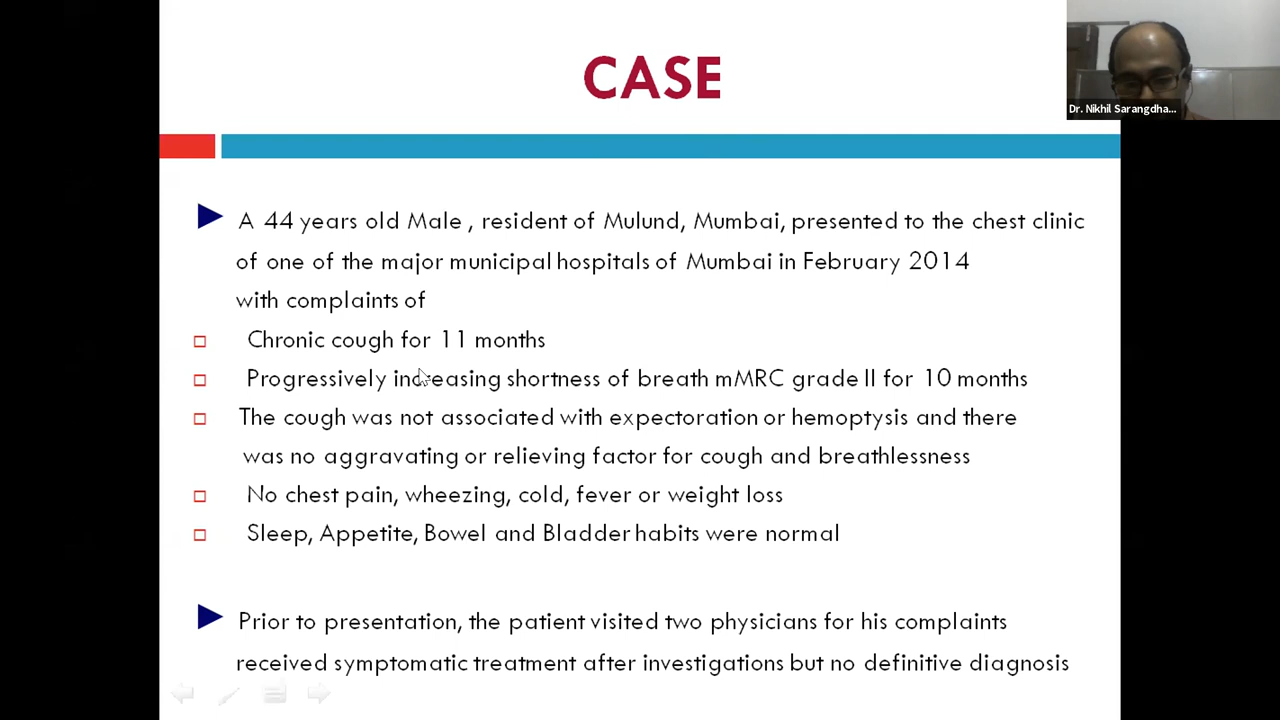 CASE
Dr. Nikhil Sarangdha...
A 44 years old Male , resident of Mulund, Mumbai, presented to the chest clinic
of one of the major municipal hospitals of Mumbai in February 2014
with complaints of
Chronic cough for 11 months
Progressively increasing shortness of breath mMRC grade II for 10 months
The cough was not associated with expectoration or hemoptysis and there
was no aggravating or relieving factor for cough and breathlessness
No chest pain, wheezing, cold, fever or weight loss
Sleep, Appetite, Bowel and Bladder habits were normal
Prior to presentation, the patient visited two physicians for his complaints
received symptomatic treatment after investigations but no definitive diagnosis